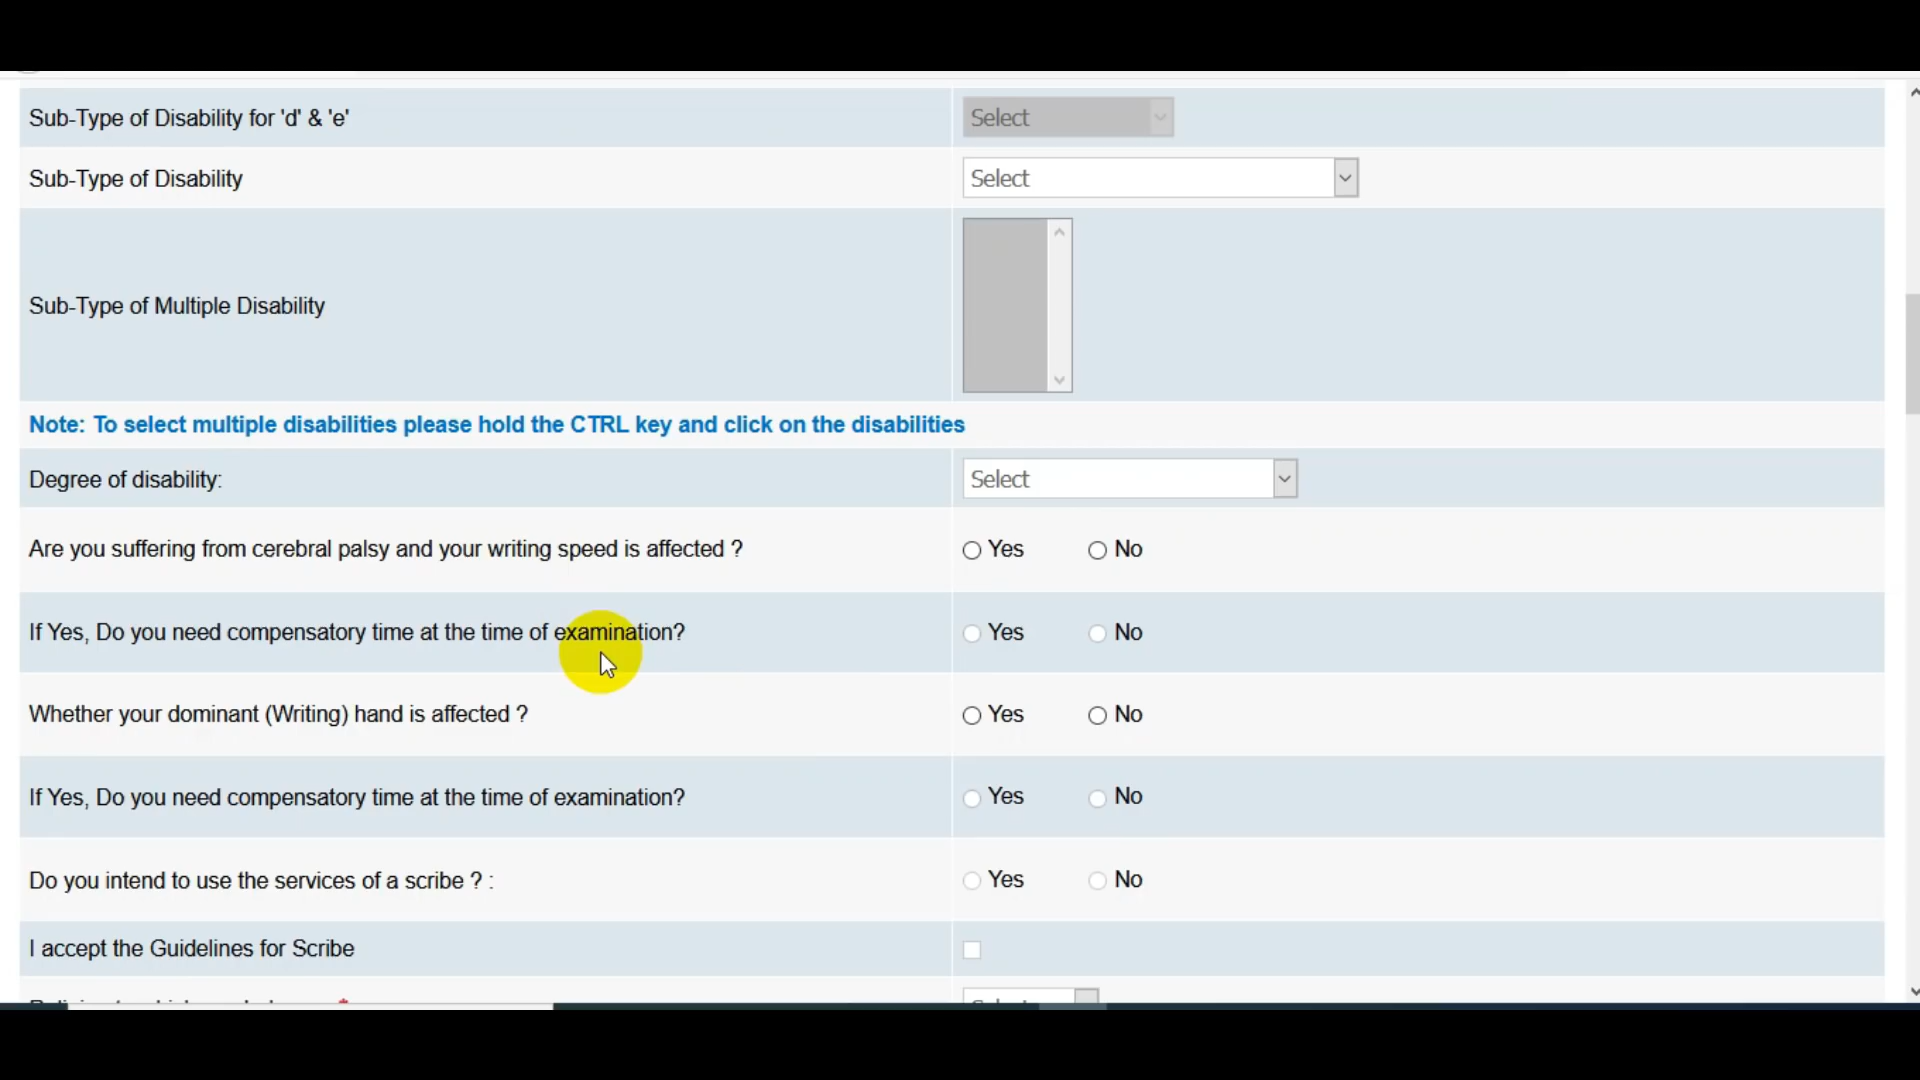 Sub-Type of Disability for 'd' & 'e' Select
Sub-Type of Disability Select
Sub-Type of Multiple Disability
Note: To select multiple disabilities please hold the CTRL key and click on the disabilities
Degree of disability: Select
Are you suffering from cerebral palsy and your writing speed is affected ? Yes No
If Yes, Do you need compensatory time at the time of examination? Yes No
Whether your dominant (Writing) hand is affected ? Yes No
If Yes, Do you need compensatory time at the time of examination? Yes No
Do you intend to use the services of a scribe ? : Yes No
I accept the Guidelines for Scribe